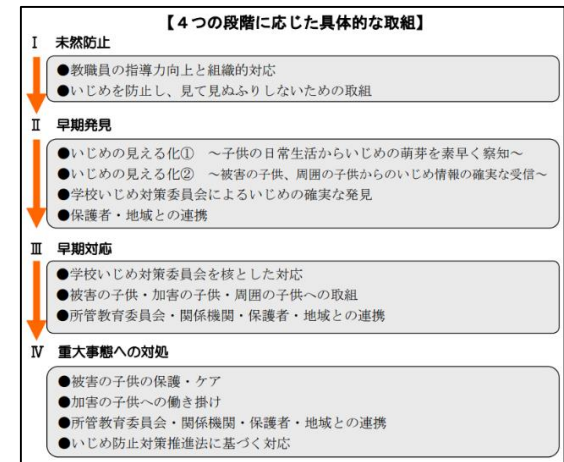 【４つの段階に応じた具体的な取組】
Ⅰ 未然防止
●教職員の指導力向上と組織的対応
●いじめを防止し、見て見ぬふりしないための取組
Ⅱ 早期発見
●いじめの見える化① ～子供の日常生活からいじめの萌芽を素早く察知～
●いじめの見える化② ～被害の子供、周囲の子供からのいじめ情報の確実な受信～
●学校いじめ対策委員会によるいじめの確実な発見
●保護者・地域との連携
Ⅲ 早期対応
●学校いじめ対策委員会を核とした対応
●被害の子供・加害の子供・周囲の子供への取組
●所管教育委員会・関係機関・保護者・地域との連携
Ⅳ 重大事態への対処
●被害の子供の保護・ケア
●加害の子供への働き掛け
●所管教育委員会・関係機関・保護者・地域との連携
●いじめ防止対策推進法に基づく対応